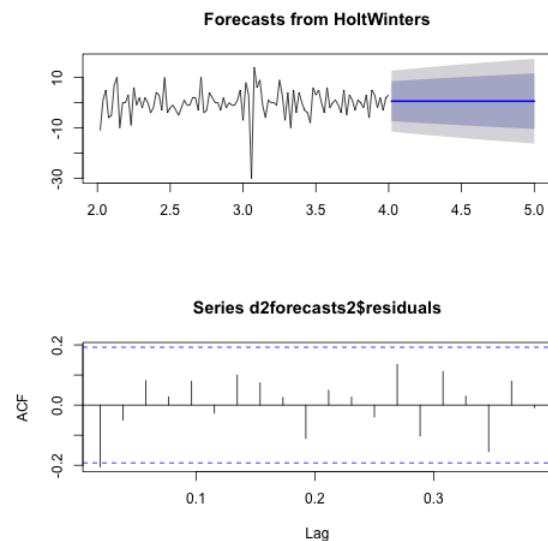 Forecasts from HoltWinters
10
-10
-30
2.0 2.5 3.0 3.5 4.0 4.5 5.0
Series d2forecasts2$residuals
ACF
0.2
0.0
-0.2
0.1 0.2 0.3
Lag